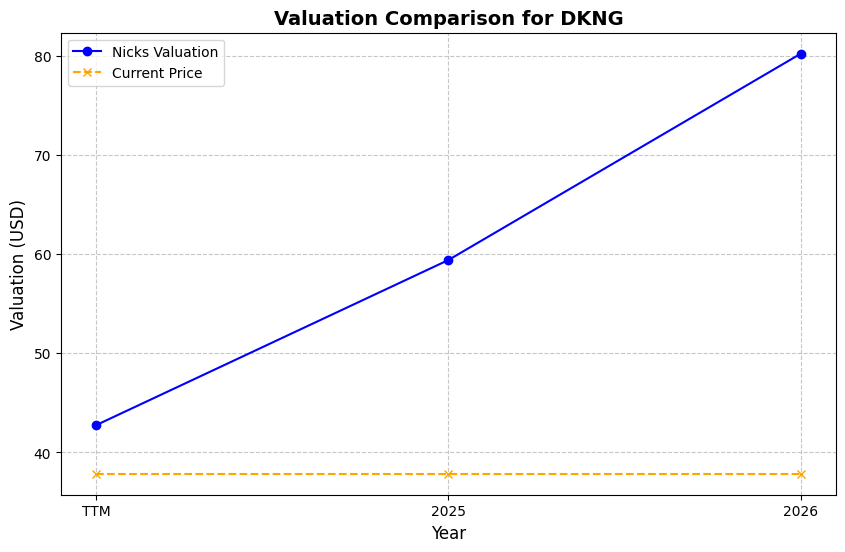 Valuation Comparison for DKNG
Nicks Valuation
Current Price
80
70
60
50
40
Valuation (USD)
TTM 2025 2026
Year